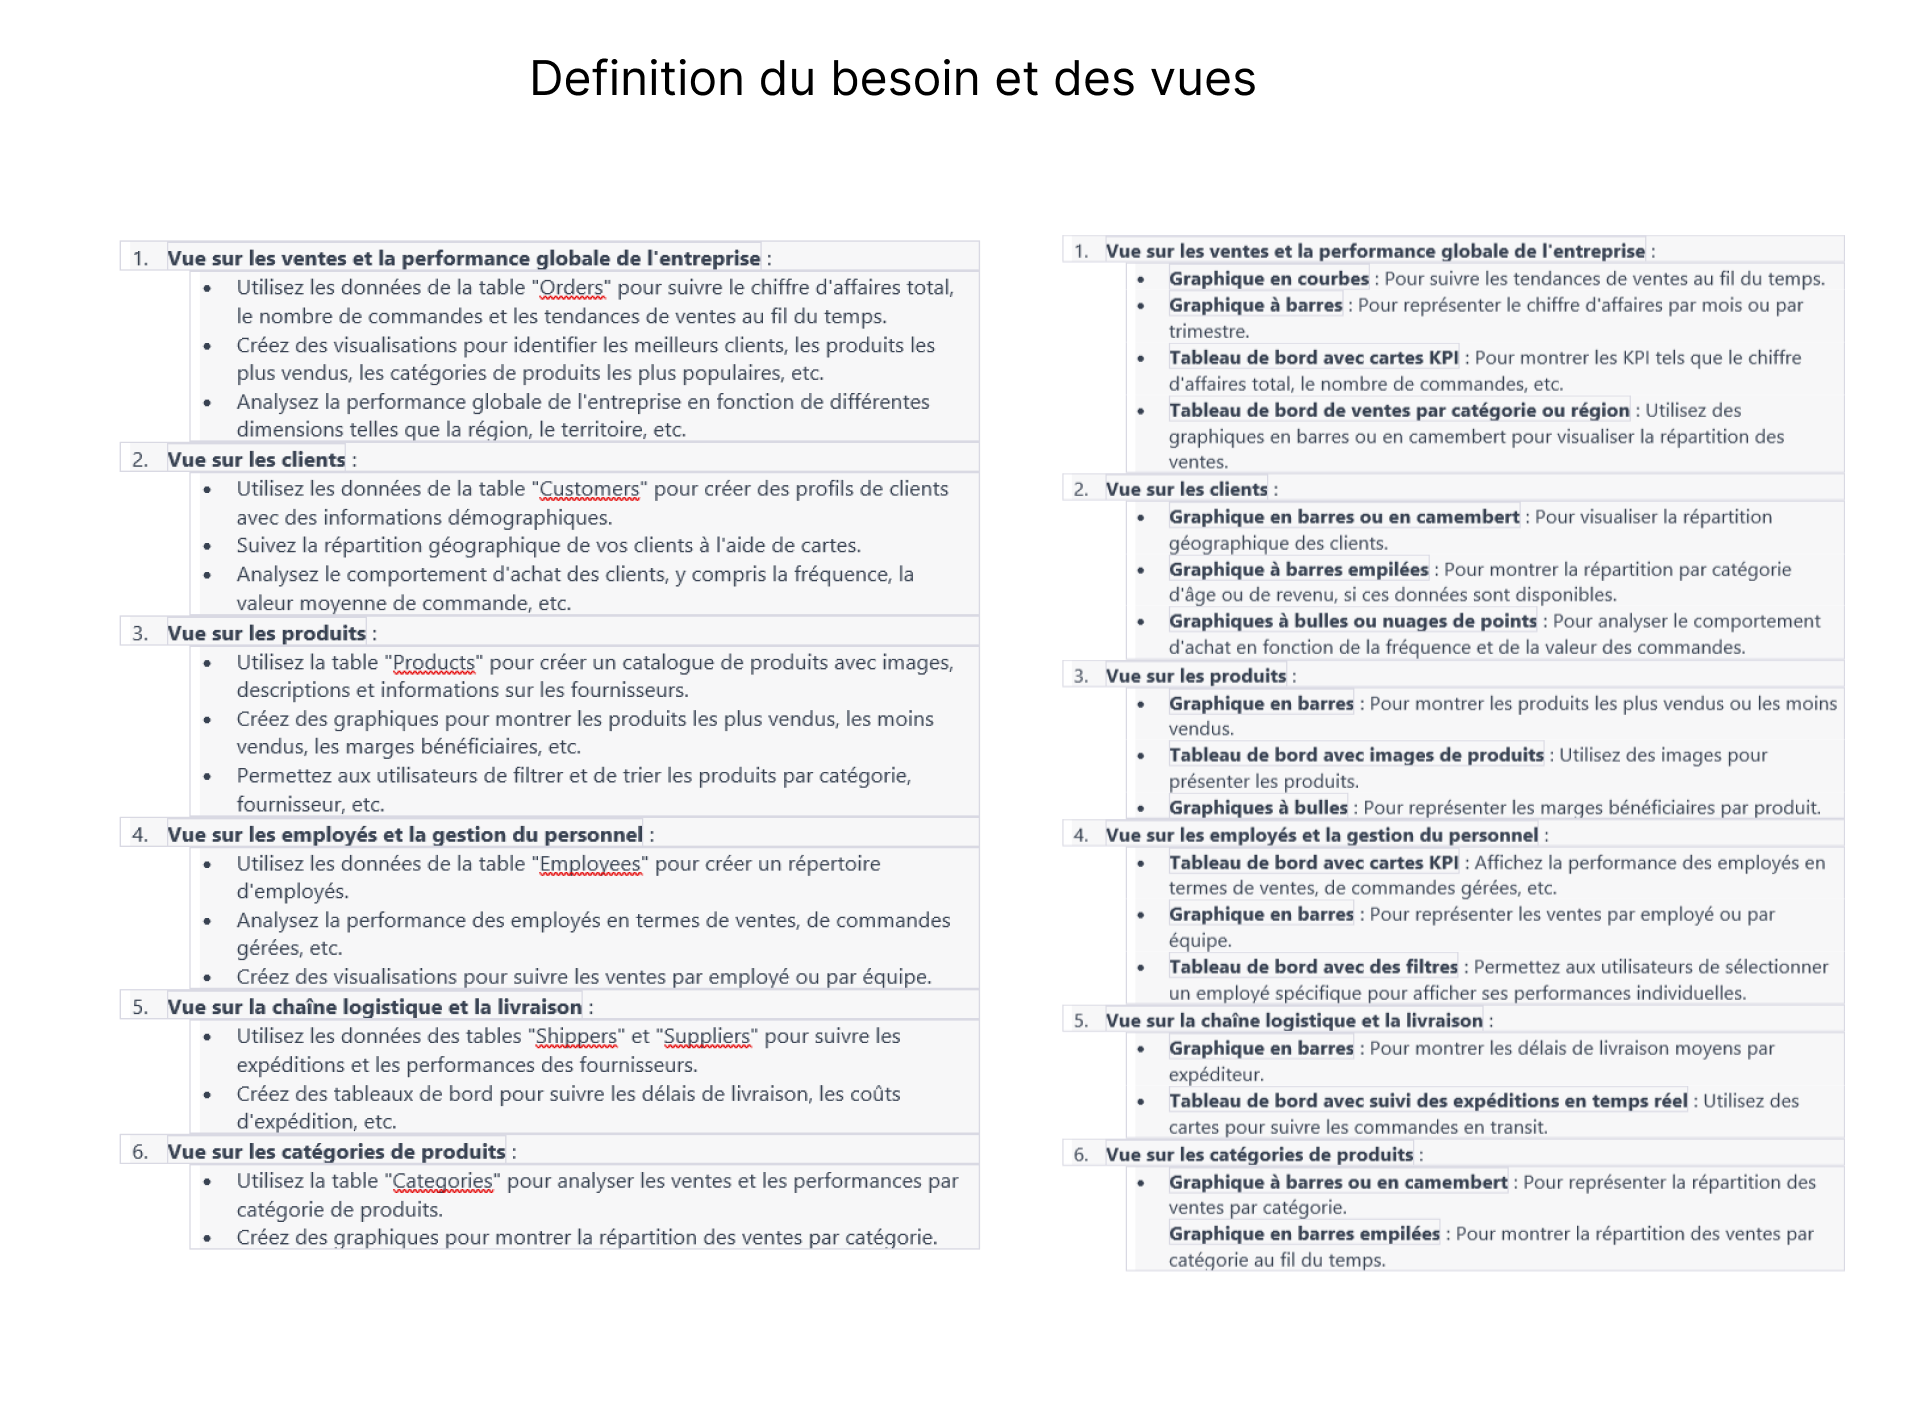 Definition du besoin et des vues
1. Vue sur les ventes et la performance globale de l'entreprise :
• Utilisez les données de la table "Orders" pour suivre le chiffre d'affaires total,
le nombre de commandes et les tendances de ventes au fil du temps.
• Créez des visualisations pour identifier les meilleurs clients, les produits les
plus vendus, les catégories de produits les plus populaires, etc.
• Analysez la performance globale de l'entreprise en fonction de différentes
dimensions telles que la région, le territoire, etc.
2. Vue sur les clients :
• Utilisez les données de la table "Customers" pour créer des profils de clients
avec des informations démographiques.
• Suivez la répartition géographique de vos clients à l'aide de cartes.
• Analysez le comportement d'achat des clients, y compris la fréquence, la
valeur moyenne de commande, etc.
3. Vue sur les produits :
• Utilisez la table "Products" pour créer un catalogue de produits avec images,
descriptions et informations sur les fournisseurs.
• Créez des graphiques pour montrer les produits les plus vendus, les moins
vendus, les marges bénéficiaires, etc.
• Permettez aux utilisateurs de filtrer et de trier les produits par catégorie,
fournisseur, etc.
4. Vue sur les employés et la gestion du personnel :
• Utilisez les données de la table "Employees" pour créer un répertoire
d'employés.
• Analysez la performance des employés en termes de ventes, de commandes
gérées, etc.
• Créez des visualisations pour suivre les ventes par employé ou par équipe.
5. Vue sur la chaîne logistique et la livraison :
• Utilisez les données des tables "Shippers" et "Suppliers" pour suivre les
expéditions et les performances des fournisseurs.
• Créez des tableaux de bord pour suivre les délais de livraison, les coûts
d'expédition, etc.
6. Vue sur les catégories de produits :
• Utilisez la table "Categories" pour analyser les ventes et les performances par
catégorie de produits.
• Créez des graphiques pour montrer la répartition des ventes par catégorie.
1. Vue sur les ventes et la performance globale de l'entreprise :
• Graphique en courbes : Pour suivre les tendances de ventes au fil du temps.
• Graphique à barres : Pour représenter le chiffre d'affaires par mois ou par
trimestre.
• Tableau de bord avec cartes KPI : Pour montrer les KPI tels que le chiffre
d'affaires total, le nombre de commandes, etc.
• Tableau de bord de ventes par catégorie ou région : Utilisez des
graphiques en barres ou en camembert pour visualiser la répartition des
ventes.
2. Vue sur les clients :
• Graphique en barres ou en camembert : Pour visualiser la répartition
géographique des clients.
• Graphique à barres empilées : Pour montrer la répartition par catégorie
d'âge ou de revenu, si ces données sont disponibles.
• Graphiques à bulles ou nuages de points : Pour analyser le comportement
d'achat en fonction de la fréquence et de la valeur des commandes.
3. Vue sur les produits :
• Graphique en barres : Pour montrer les produits les plus vendus ou les moins
vendus.
• Tableau de bord avec images de produits : Utilisez des images pour
présenter les produits.
• Graphiques à bulles : Pour représenter les marges bénéficiaires par produit.
4. Vue sur les employés et la gestion du personnel :
• Tableau de bord avec cartes KPI : Affichez la performance des employés en
termes de ventes, de commandes gérées, etc.
• Graphique en barres : Pour représenter les ventes par employé ou par
équipe.
• Tableau de bord avec des filtres : Permettez aux utilisateurs de sélectionner
un employé spécifique pour afficher ses performances individuelles.
5. Vue sur la chaîne logistique et la livraison :
• Graphique en barres : Pour montrer les délais de livraison moyens par
expéditeur.
• Tableau de bord avec suivi des expéditions en temps réel : Utilisez des
cartes pour suivre les commandes en transit.
6. Vue sur les catégories de produits :
• Graphique à barres ou en camembert : Pour représenter la répartition des
ventes par catégorie.
Graphique en barres empilées : Pour montrer la répartition des ventes par
catégorie au fil du temps.